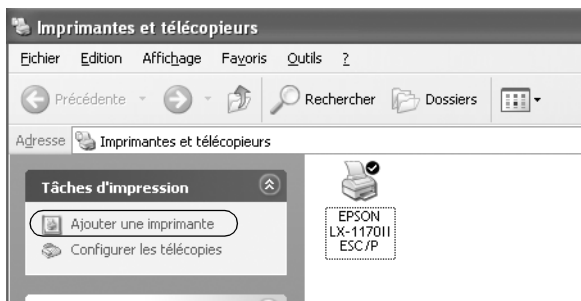 Imprimantes et télécopieurs
Fichier Edition Affichage Favoris Outils ?
Précédente Rechercher Dossiers
Adresse Imprimantes et télécopieurs
Tâches d'impression
Ajouter une imprimante
Configurer les télécopies
EPSON
LX-1170II
ESC/P